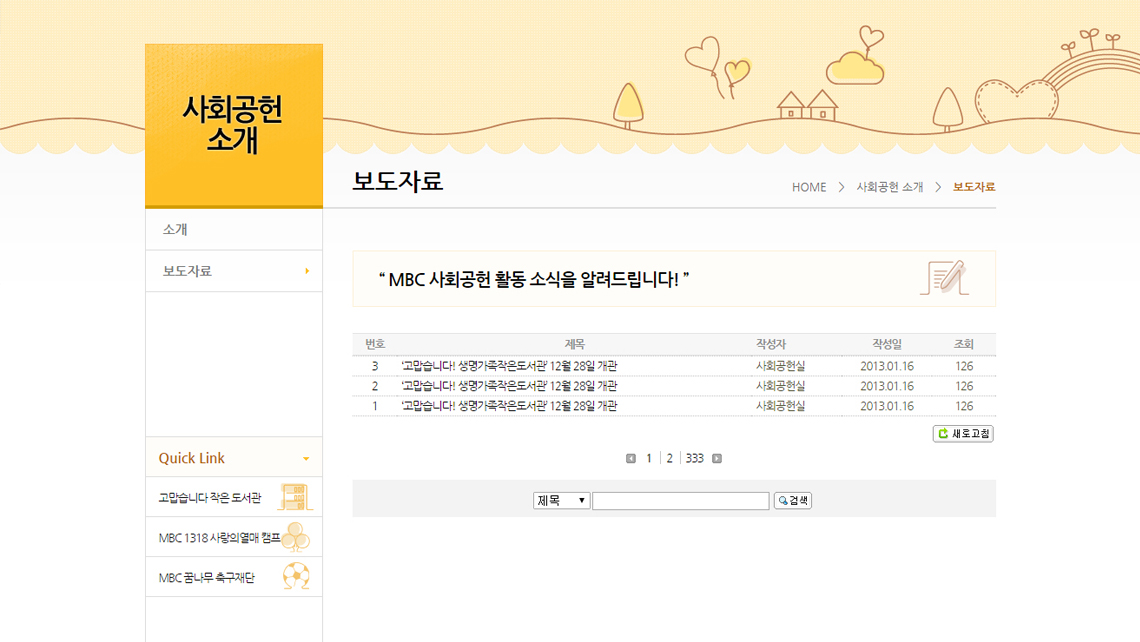 사회공헌
소개
보도자료
HOME > 사회공헌 소개 > 보도자료
소개
보도자료
“ MBC 사회공헌 활동 소식을 알려드립니다! ”
번호 제목 작성자 작성일 조회
3 '고맙습니다! 생명가족작은도서관' 12월 28일 개관 사회공헌실 2013.01.16 126
2 '고맙습니다! 생명가족작은도서관' 12월 28일 개관 사회공헌실 2013.01.16 126
1 '고맙습니다! 생명가족작은도서관' 12월 28일 개관 사회공헌실 2013.01.16 126
새로고침
1 2 333
제목 검색
Quick Link
고맙습니다 작은 도서관
MBC 1318 사랑의열매 캠프
MBC 꿈나무 축구재단